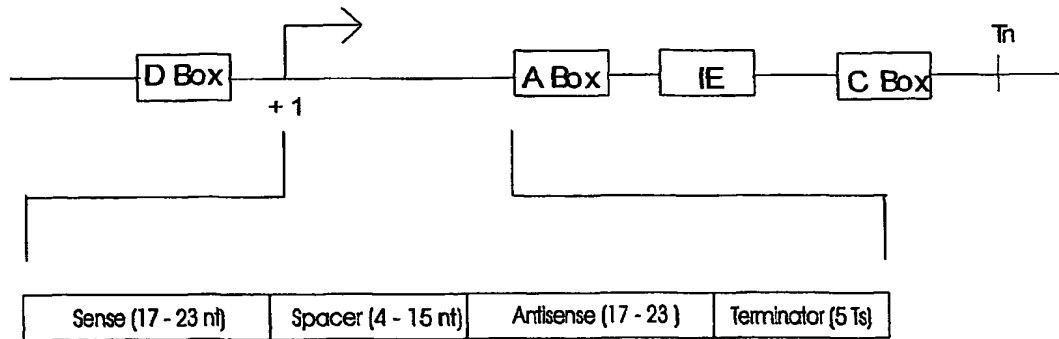 Tn
D Box
A Box
IE
C Box
+ 1
Sense (17 - 23 nt)
Spacer (4 - 15 nt)
Antisense (17 - 23 )
Terminator (5 Ts)